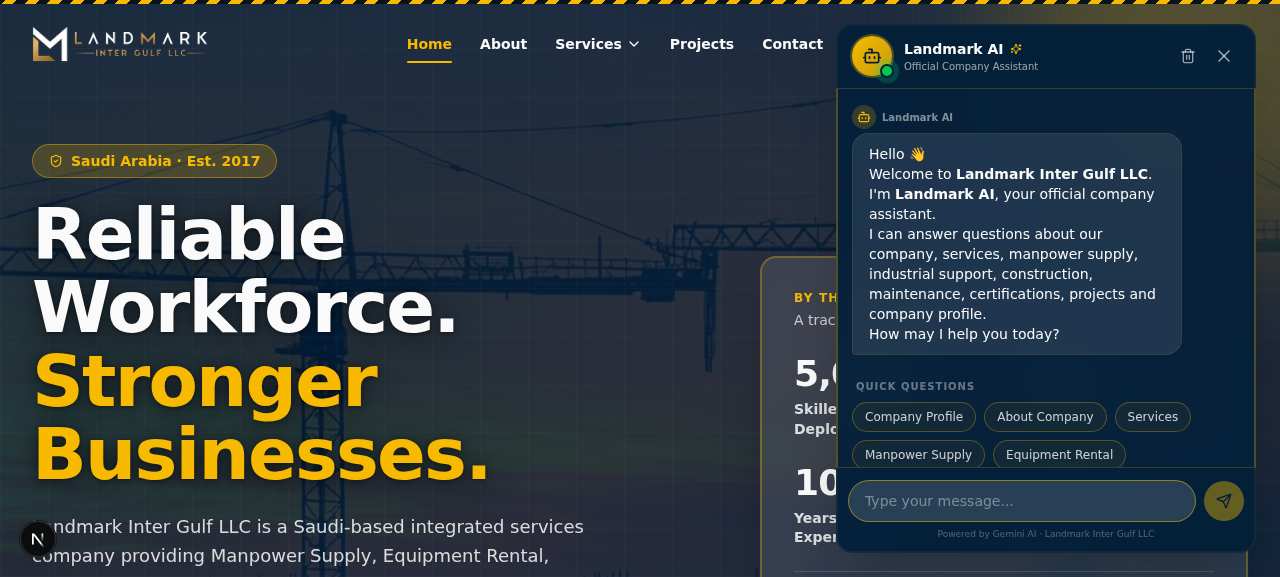 LANDMARK
INTER GULF LLC
Home
About
Services
Projects
Contact
Saudi Arabia · Est. 2017
Reliable
Workforce.
Stronger
Businesses.
Landmark Inter Gulf LLC is a Saudi-based integrated services
company providing Manpower Supply, Equipment Rental,
N
BY TH
A trac
5,
Skille
Deplo
10
Years
Exper
Landmark AI
Official Company Assistant
Landmark AI
Hello 👋
Welcome to Landmark Inter Gulf LLC.
I'm Landmark AI, your official company
assistant.
I can answer questions about our
company, services, manpower supply,
industrial support, construction,
maintenance, certifications, projects and
company profile.
How may I help you today?
QUICK QUESTIONS
Company Profile
About Company
Services
Manpower Supply
Equipment Rental
Type your message...
Powered by Gemini AI · Landmark Inter Gulf LLC